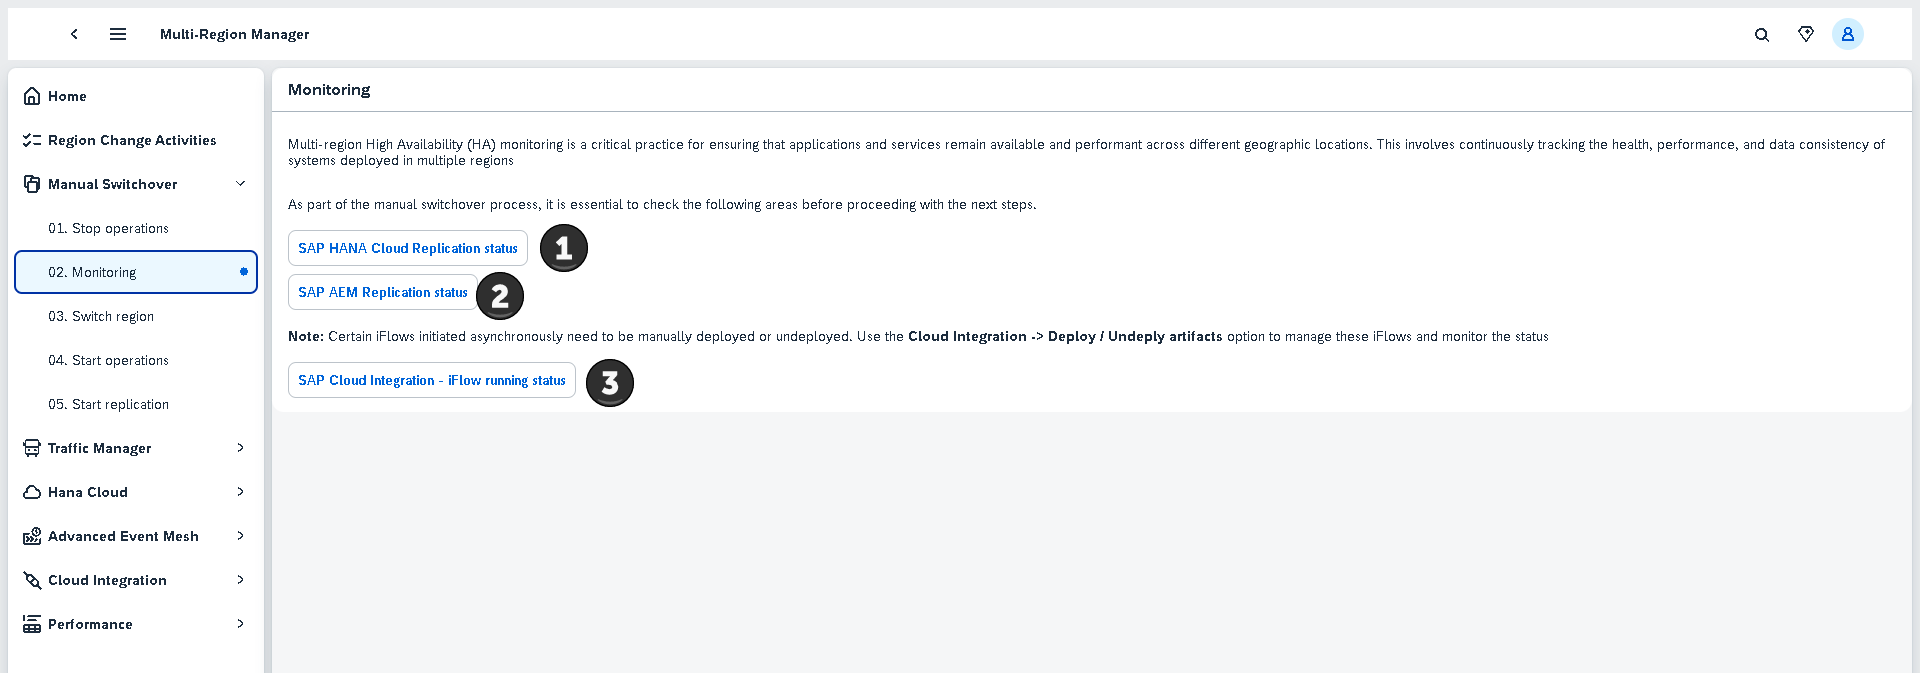 Multi-Region Manager
Home
Region Change Activities
Manual Switchover
01. Stop operations
02. Monitoring
03. Switch region
04. Start operations
05. Start replication
Traffic Manager
Hana Cloud
Advanced Event Mesh
Cloud Integration
Performance
Monitoring
Multi-region High Availability (HA) monitoring is a critical practice for ensuring that applications and services remain available and performant across different geographic locations. This involves continuously tracking the health, performance, and data consistency of
systems deployed in multiple regions
As part of the manual switchover process, it is essential to check the following areas before proceeding with the next steps.
SAP HANA Cloud Replication status 1
SAP AEM Replication status 2
Note: Certain iFlows initiated asynchronously need to be manually deployed or undeployed. Use the Cloud Integration -> Deploy / Undeply artifacts option to manage these iFlows and monitor the status
SAP Cloud Integration - iFlow running status 3